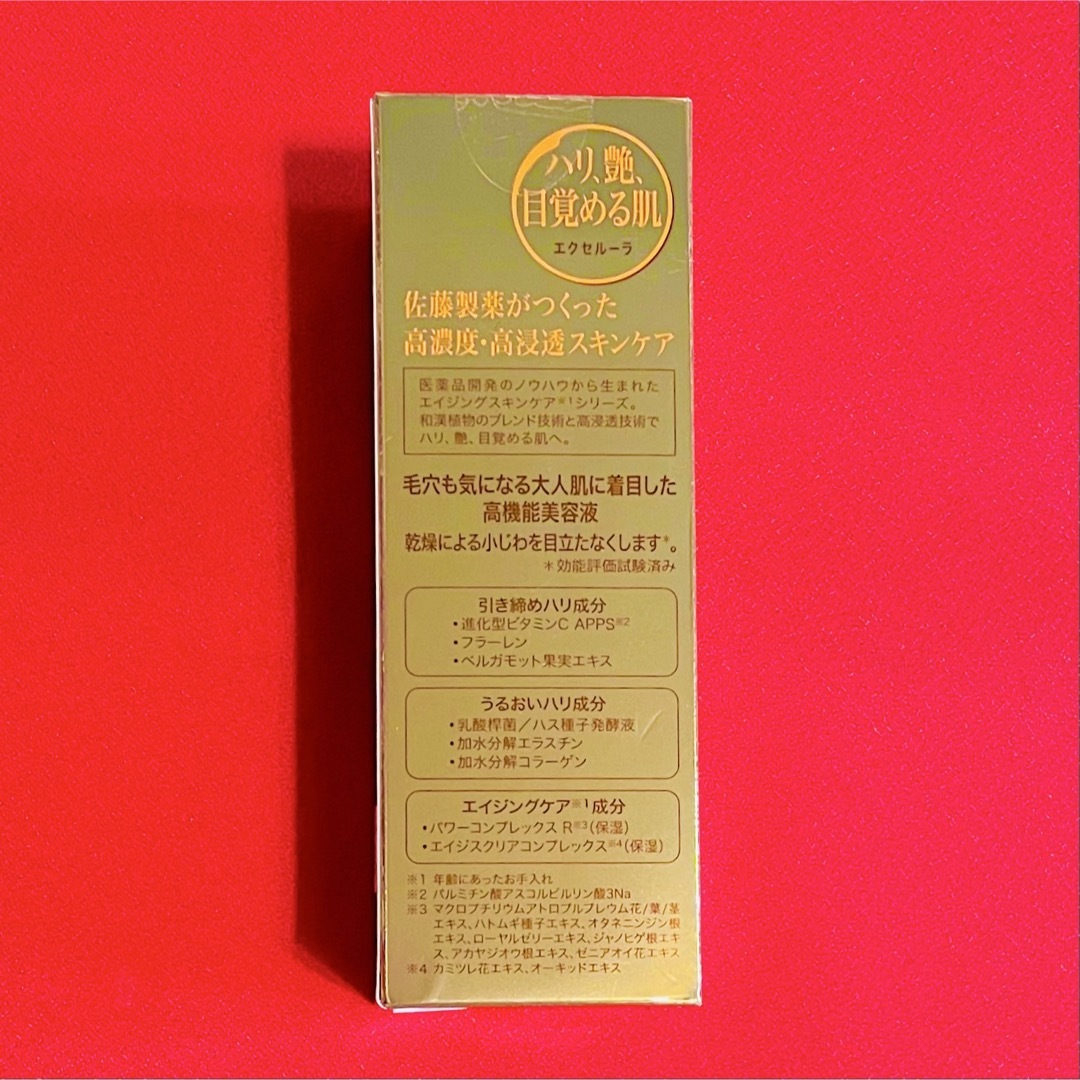 ハリ、艶、
目覚める肌
エクセルーラ
佐藤製薬がつくった
高濃度・高浸透スキンケア
医薬品開発のノウハウから生まれた
エイジングスキンケア※1シリーズ。
和漢植物のブレンド技術と高浸透技術で
ハリ、艶、目覚める肌へ。
毛穴も気になる大人肌に着目した
高機能美容液
乾燥による小じわを目立たなくします*。
*効能評価試験済み
引き締めハリ成分
・進化型ビタミンC APPS※2
・フラーレン
・ベルガモット果実エキス
うるおいハリ成分
・乳酸桿菌/ハス種子発酵液
・加水分解エラスチン
・加水分解コラーゲン
エイジングケア※1成分
・パワーコンプレックス R※3(保湿)
・エイジスクリアコンプレックス※4(保湿)
※1 年齢にあったお手入れ
※2 パルミチン酸アスコルビルリン酸3Na
※3 マクロプチリウムアトロプルプレウム花/葉/茎
エキス、ハトムギ種子エキス、オタネニンジン根
エキス、ローヤルゼリーエキス、ジャノヒゲ根エキ
ス、アカヤジオウ根エキス、ゼニアオイ花エキス
※4 カミツレ花エキス、オーキッドエキス